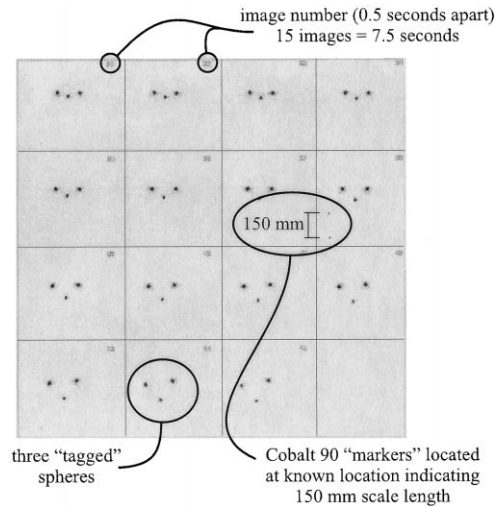 image number (0.5 seconds apart)
15 images = 7.5 seconds
150 mm
three “tagged”
spheres
Cobalt 90 “markers” located
at known location indicating
150 mm scale length